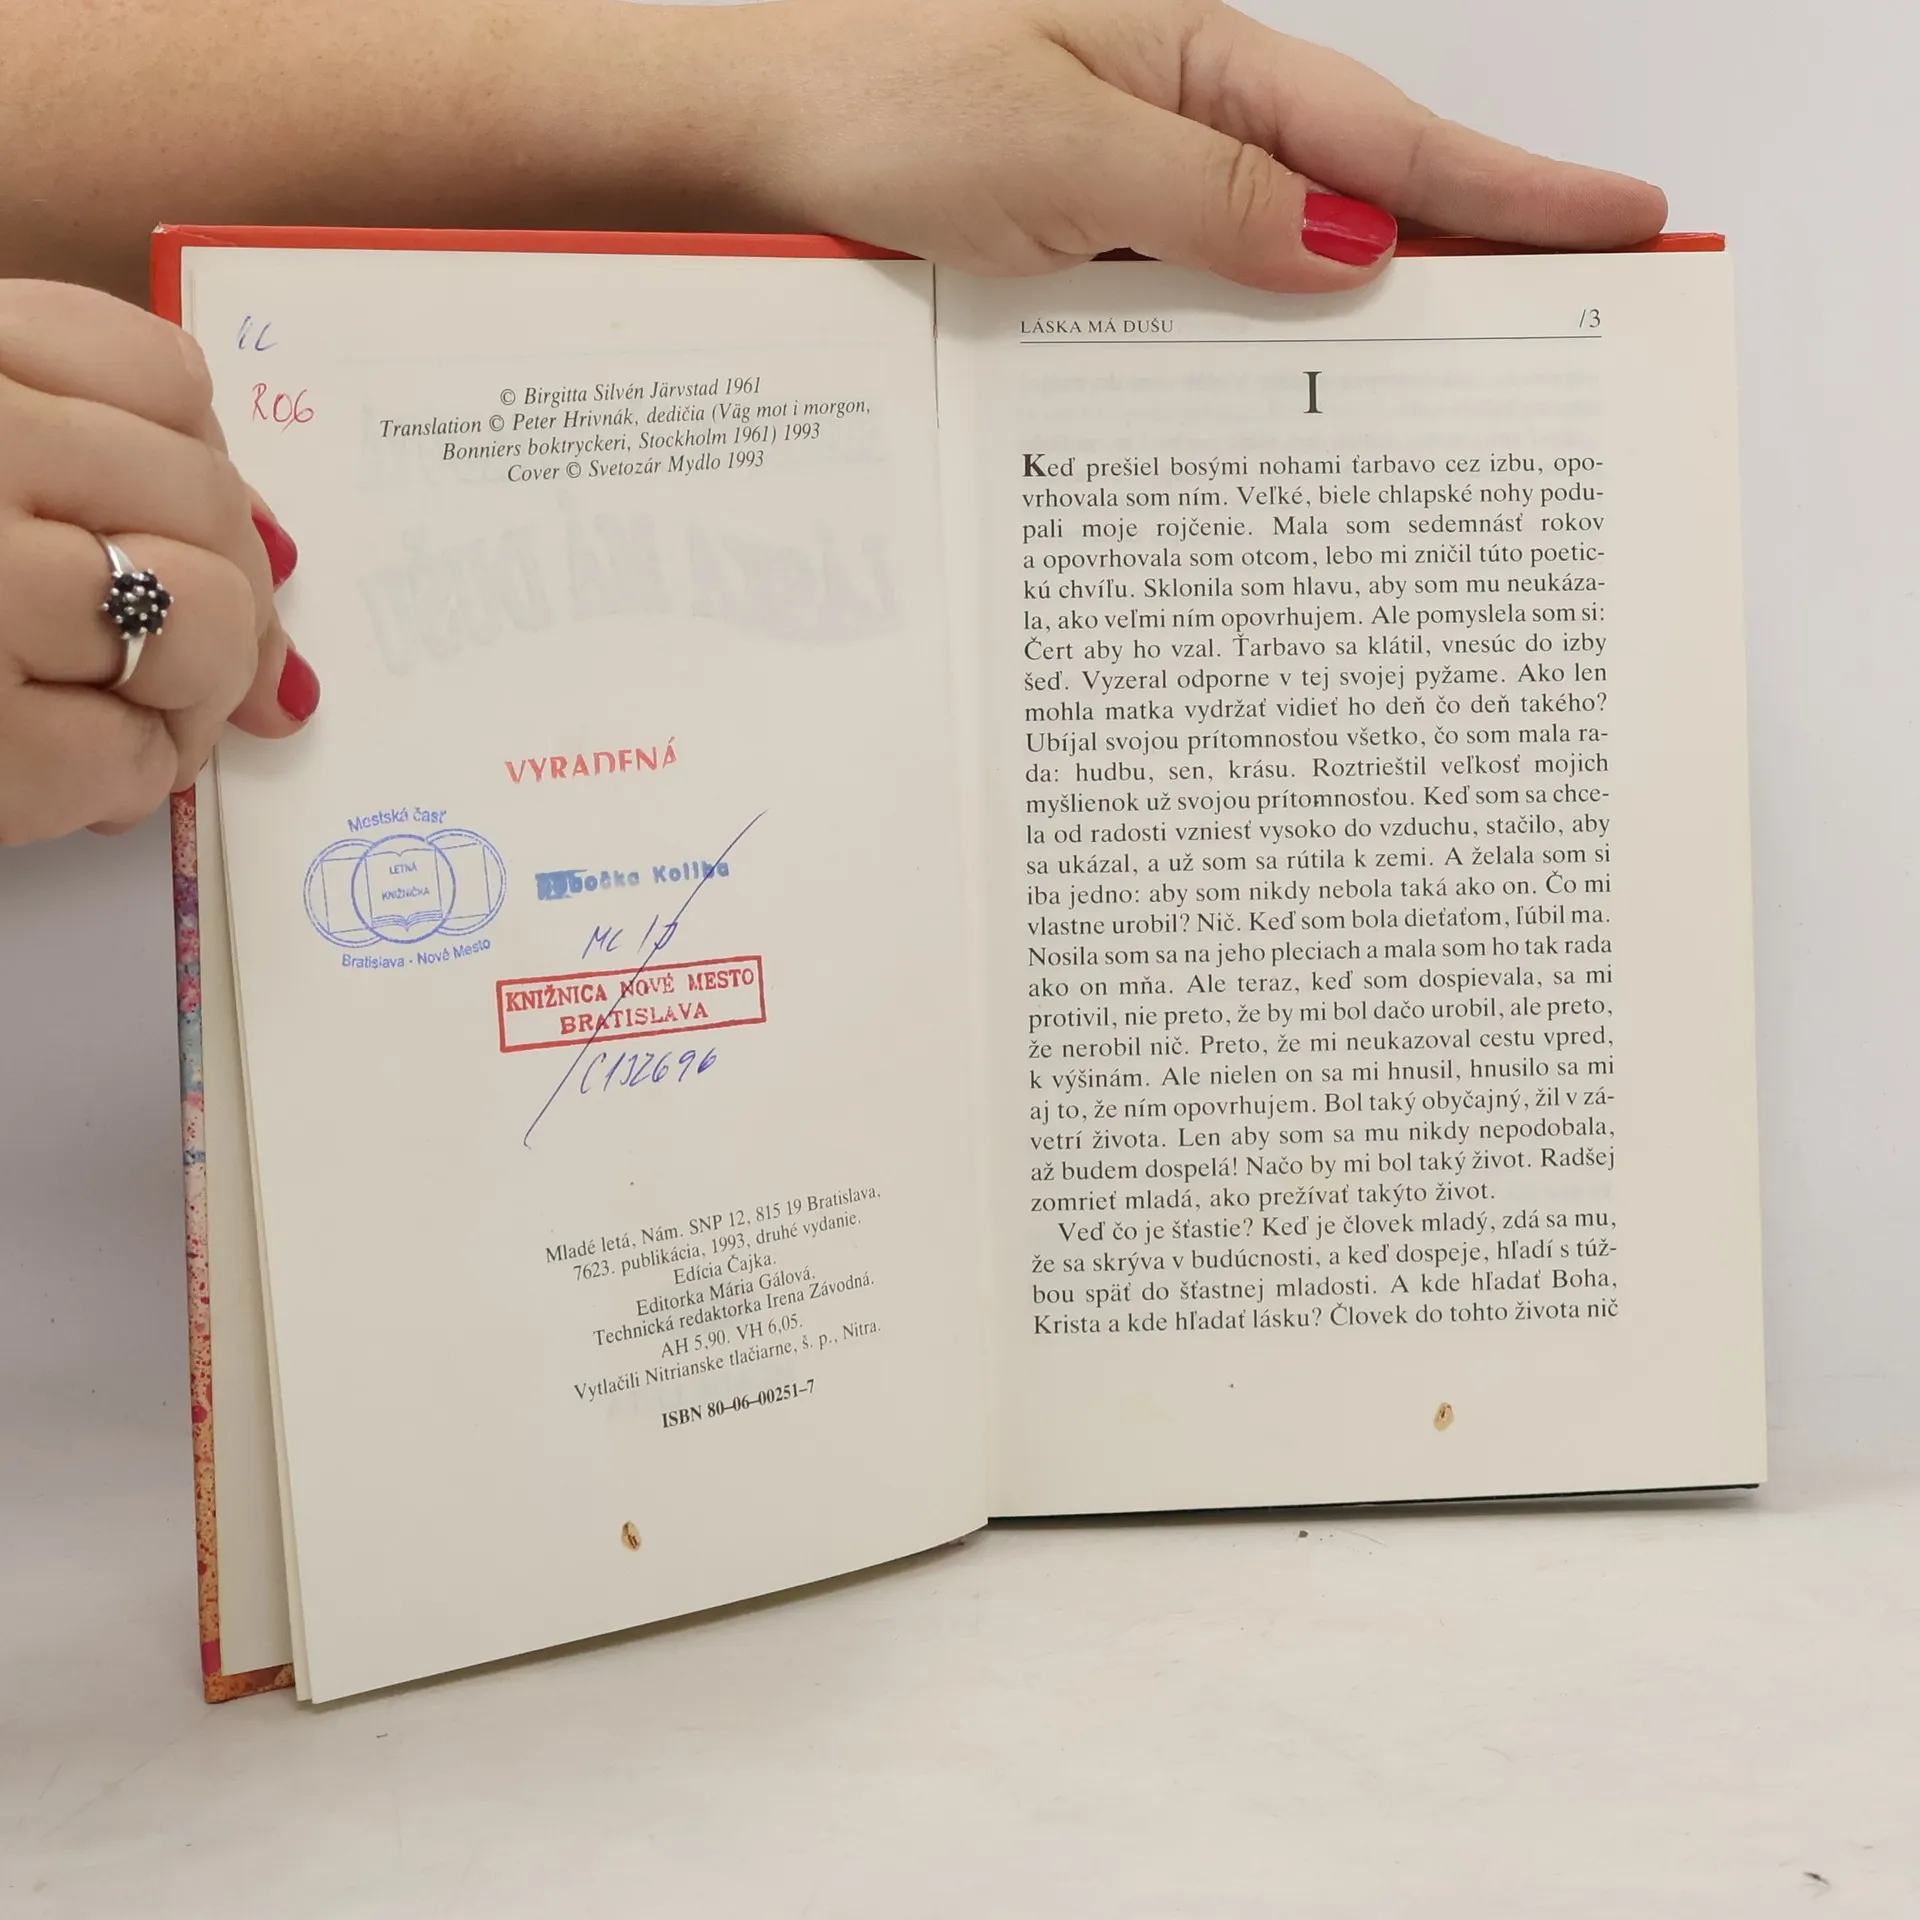 R06
© Birgitta Silvén Järvstad 1961
Translation © Peter Hrivnák, dedičia (Väg mot i morgon,
Bonniers boktryckeri, Stockholm 1961) 1993
Cover © Svetozár Mydlo 1993
VYRADENÁ
Mestská časť
LETNÁ
KNIŽNIČKA
Bratislava - Nové Mesto
Koliba
KNIŽNICA NOVÉ MESTO
BRATISLAVA
C132696
Mladé letá, Nám. SNP 12, 815 19 Bratislava,
7623. publikácia, 1993, druhé vydanie.
Edícia Čajka.
Editorka Mária Gálová.
Technická redaktorka Irena Závodná.
AH 5,90. VH 6,05.
Vytlačili Nitrianske tlačiarne, š. p., Nitra.
ISBN 80–06–00251–7
LÁSKA MÁ DUŠU /3
I
Keď prešiel bosými nohami ťarbavo cez izbu, opo-
vrhovala som ním. Veľké, biele chlapské nohy podu-
pali moje rojčenie. Mala som sedemnásť rokov
a opovrhovala som otcom, lebo mi zničil túto poetic-
kú chvíľu. Sklonila som hlavu, aby som mu neukáza-
la, ako veľmi ním opovrhujem. Ale pomyslela som si:
Čert aby ho vzal. Ťarbavo sa klátil, vnesúc do izby
šeď. Vyzeral odporne v tej svojej pyžame. Ako len
mohla matka vydržať vidieť ho deň čo deň takého?
Ubíjal svojou prítomnosťou všetko, čo som mala ra-
da: hudbu, sen, krásu. Roztrieštil veľkosť mojich
myšlienok už svojou prítomnosťou. Keď som sa chce-
la od radosti vzniesť vysoko do vzduchu, stačilo, aby
sa ukázal, a už som sa rútila k zemi. A želala som si
iba jedno: aby som nikdy nebola taká ako on. Čo mi
vlastne urobil? Nič. Keď som bola dieťaťom, ľúbil ma.
Nosila som sa na jeho pleciach a mala som ho tak rada
ako on mňa. Ale teraz, keď som dospievala, sa mi
protivil, nie preto, že by mi bol dačo urobil, ale preto,
že nerobil nič. Preto, že mi neukazoval cestu vpred,
k výšinám. Ale nielen on sa mi hnusil, hnusilo sa mi
aj to, že ním opovrhujem. Bol taký obyčajný, žil v zá-
vetrí života. Len aby som sa mu nikdy nepodobala,
až budem dospelá! Načo by mi bol taký život. Radšej
zomrieť mladá, ako prežívať takýto život.
Veď čo je šťastie? Keď je človek mladý, zdá sa mu,
že sa skrýva v budúcnosti, a keď dospeje, hľadí s túž-
bou späť do šťastnej mladosti. A kde hľadať Boha,
Krista a kde hľadať lásku? Človek do tohto života nič